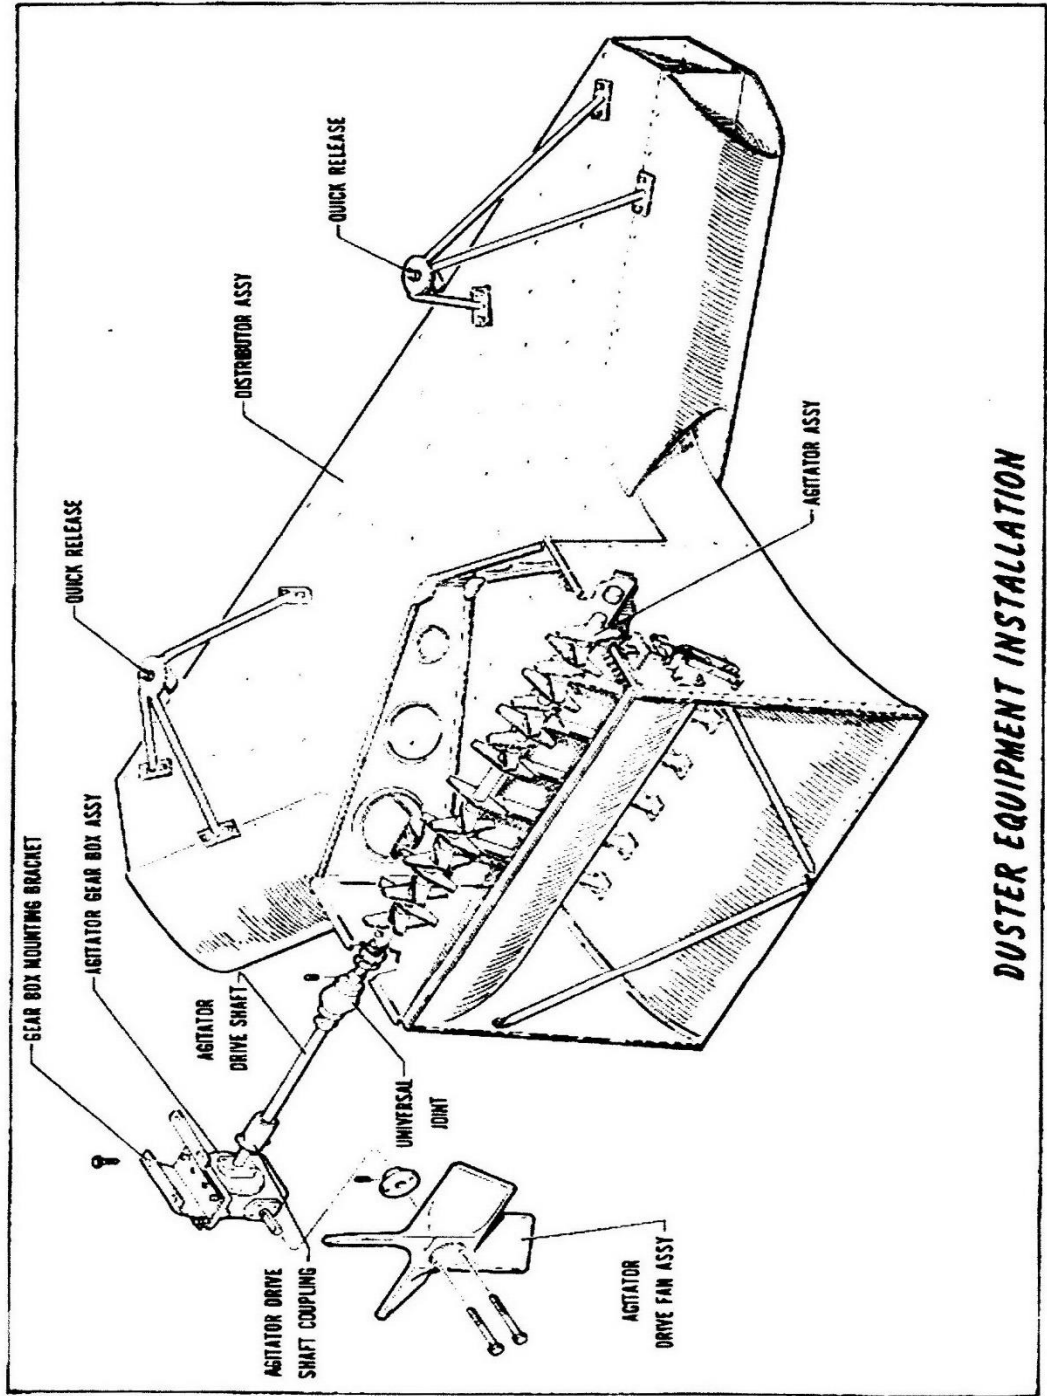 GEAR BOX MOUNTING BRACKET
AGITATOR GEAR BOX ASSY
QUICK RELEASE
DISTRIBUTOR ASSY
QUICK RELEASE
AGITATOR
DRIVE SHAFT
UNIVERSAL
JOINT
AGITATOR DRIVE
SHAFT COUPLING
AGITATOR
DRIVE FAN ASSY
AGITATOR ASSY
DUSTER EQUIPMENT INSTALLATION